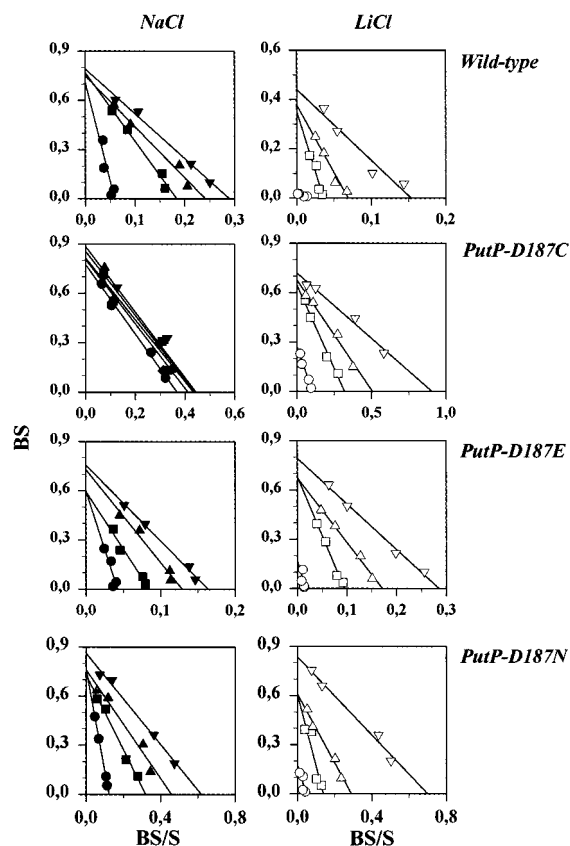 NaCl LiCl
Wild-type
0,9 0,6 0,3 0,0
0,0 0,1 0,2 0,3
0,6 0,4 0,2 0,0
0,0 0,1 0,2
PutP-D187C
0,9 0,6 0,3 0,0
0,0 0,2 0,4 0,6
0,9 0,6 0,3 0,0
0,0 0,5 1,0
BS
PutP-D187E
0,9 0,6 0,3 0,0
0,0 0,1 0,2
0,9 0,6 0,3 0,0
0,0 0,1 0,2 0,3
PutP-D187N
0,9 0,6 0,3 0,0
0,0 0,2 0,4 0,6 0,8
0,9 0,6 0,3 0,0
0,0 0,2 0,4 0,6 0,8
BS/S BS/S